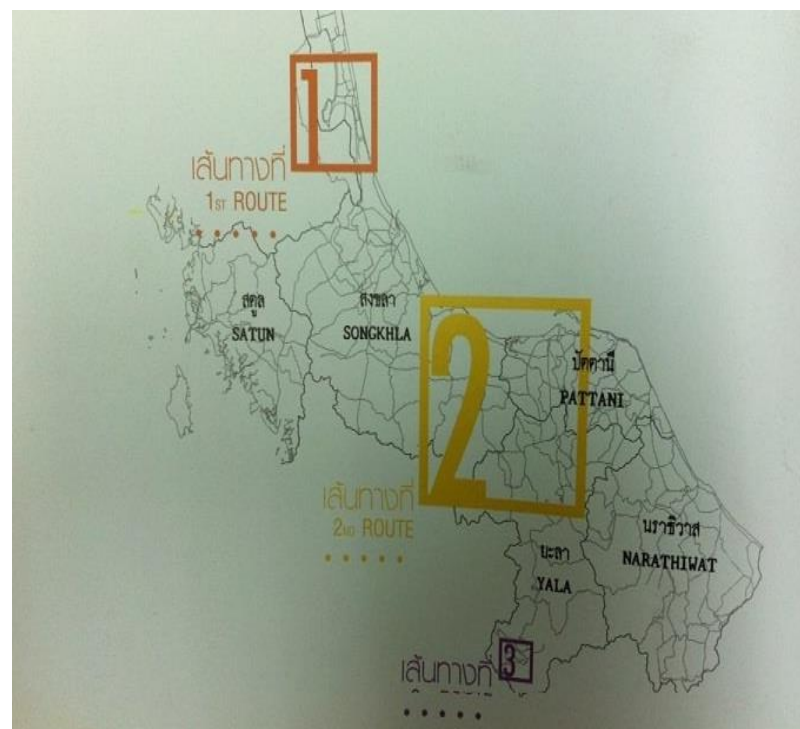 1
เส้นทางที่
1ST ROUTE
สตูล
SATUN
สงขลา
SONGKHLA
2
ปัตตานี
PATTANI
เส้นทางที่
2ND ROUTE
นราธิวาส
NARATHIWAT
ยะลา
YALA
3
เส้นทางที่